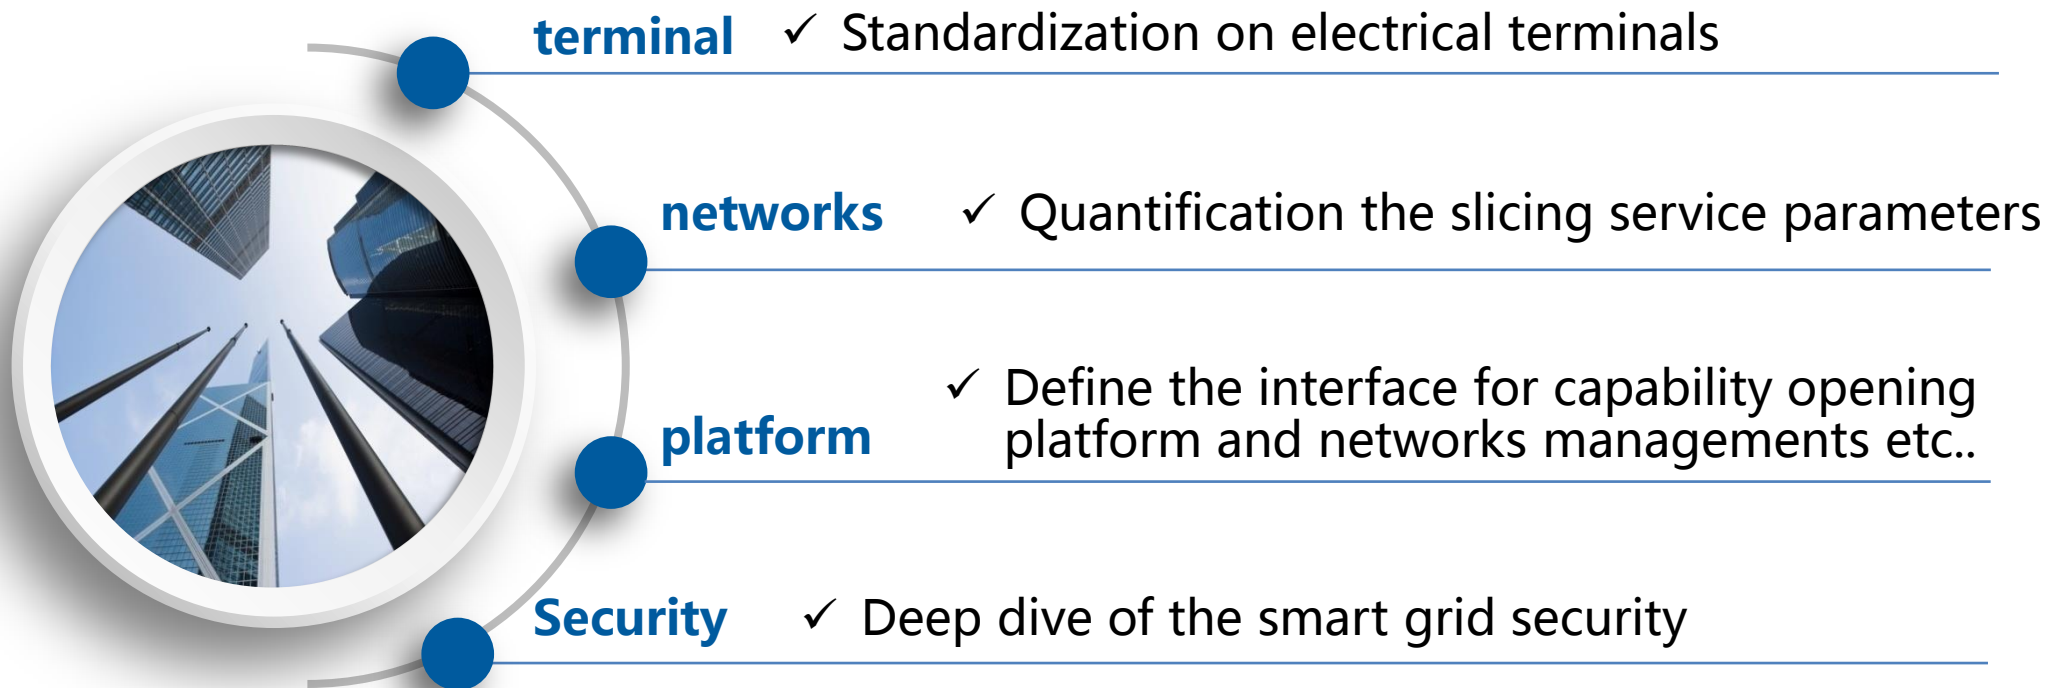 terminal ✓ Standardization on electrical terminals
networks ✓ Quantification the slicing service parameters
✓ Define the interface for capability opening
platform platform and networks managements etc..
Security ✓ Deep dive of the smart grid security